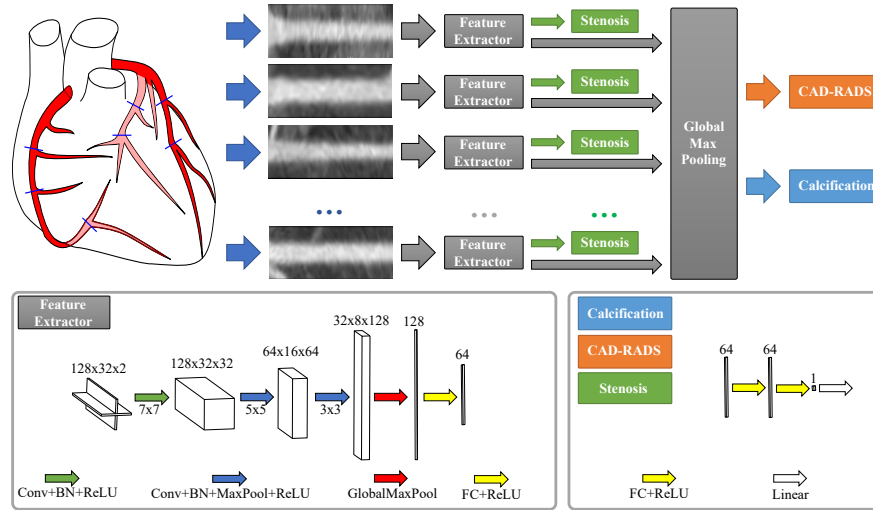 Feature
Extractor
Stenosis
Feature
Extractor
Stenosis
Feature
Extractor
Stenosis
Feature
Extractor
Stenosis
Global
Max
Pooling
CAD-RADS
Calcification
Feature
Extractor
128x32x2
7x7
128x32x32
5x5
64x16x64
3x3
32x8x128
128
64
Conv+BN+ReLU
Conv+BN+MaxPool+ReLU
GlobalMaxPool
FC+ReLU
Calcification
CAD-RADS
Stenosis
64
64
1
FC+ReLU
Linear